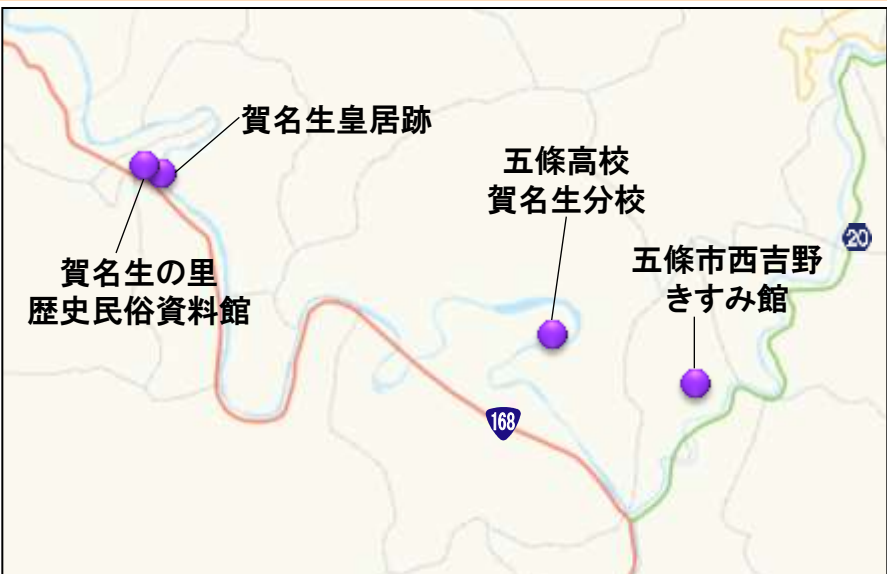 賀名生皇居跡
五條高校
賀名生分校
五條市西吉野
きすみ館
20
賀名生の里
歴史民俗資料館
168